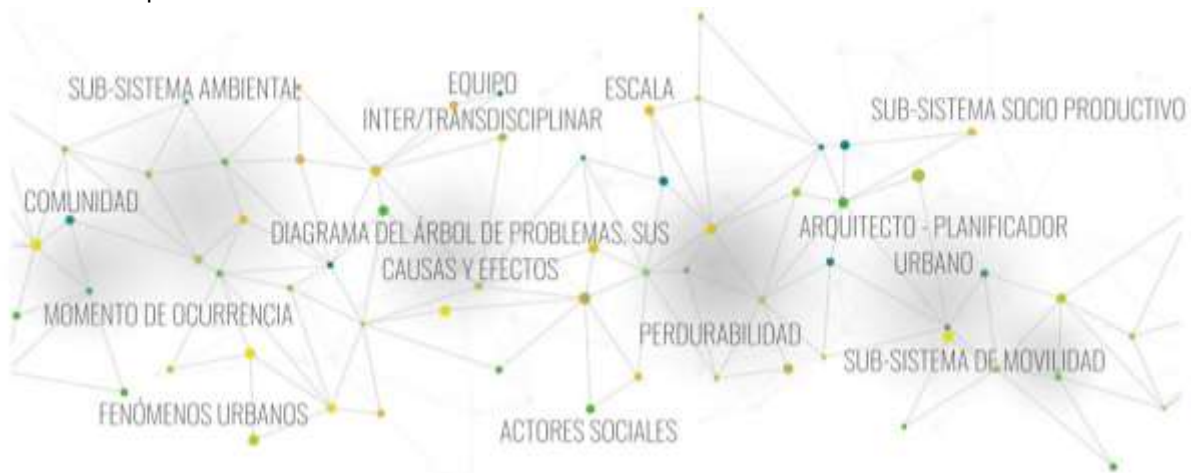 SUB-SISTEMA AMBIENTAL
EQUIPO
INTER/TRANSDISCIPLINAR
ESCALA
SUB-SISTEMA SOCIO PRODUCTIVO
COMUNIDAD
DIAGRAMA DEL ÁRBOL DE PROBLEMAS, SUS
CAUSAS Y EFECTOS
ARQUITECTO - PLANIFICADOR
URBANO
MOMENTO DE OCURRENCIA
PERDURABILIDAD
SUB-SISTEMA DE MOVILIDAD
FENÓMENOS URBANOS
ACTORES SOCIALES